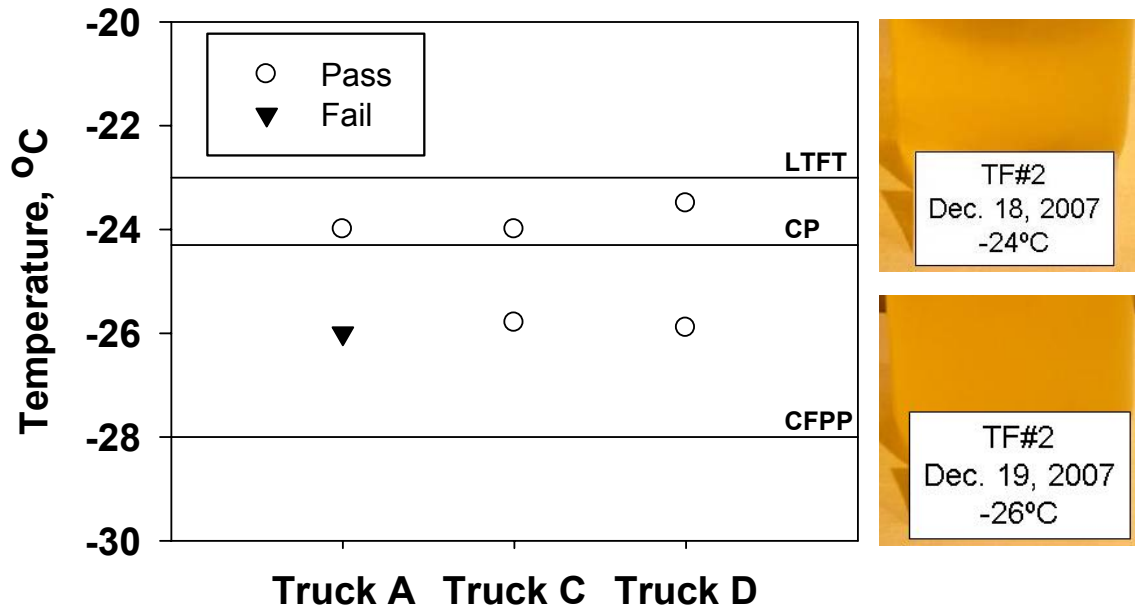 -20
-22
-24
-26
-28
-30
Temperature, ºC
Pass
Fail
LTFT
CP
CFPP
Truck A Truck C Truck D
TF#2
Dec. 18, 2007
-24ºC
TF#2
Dec. 19, 2007
-26ºC